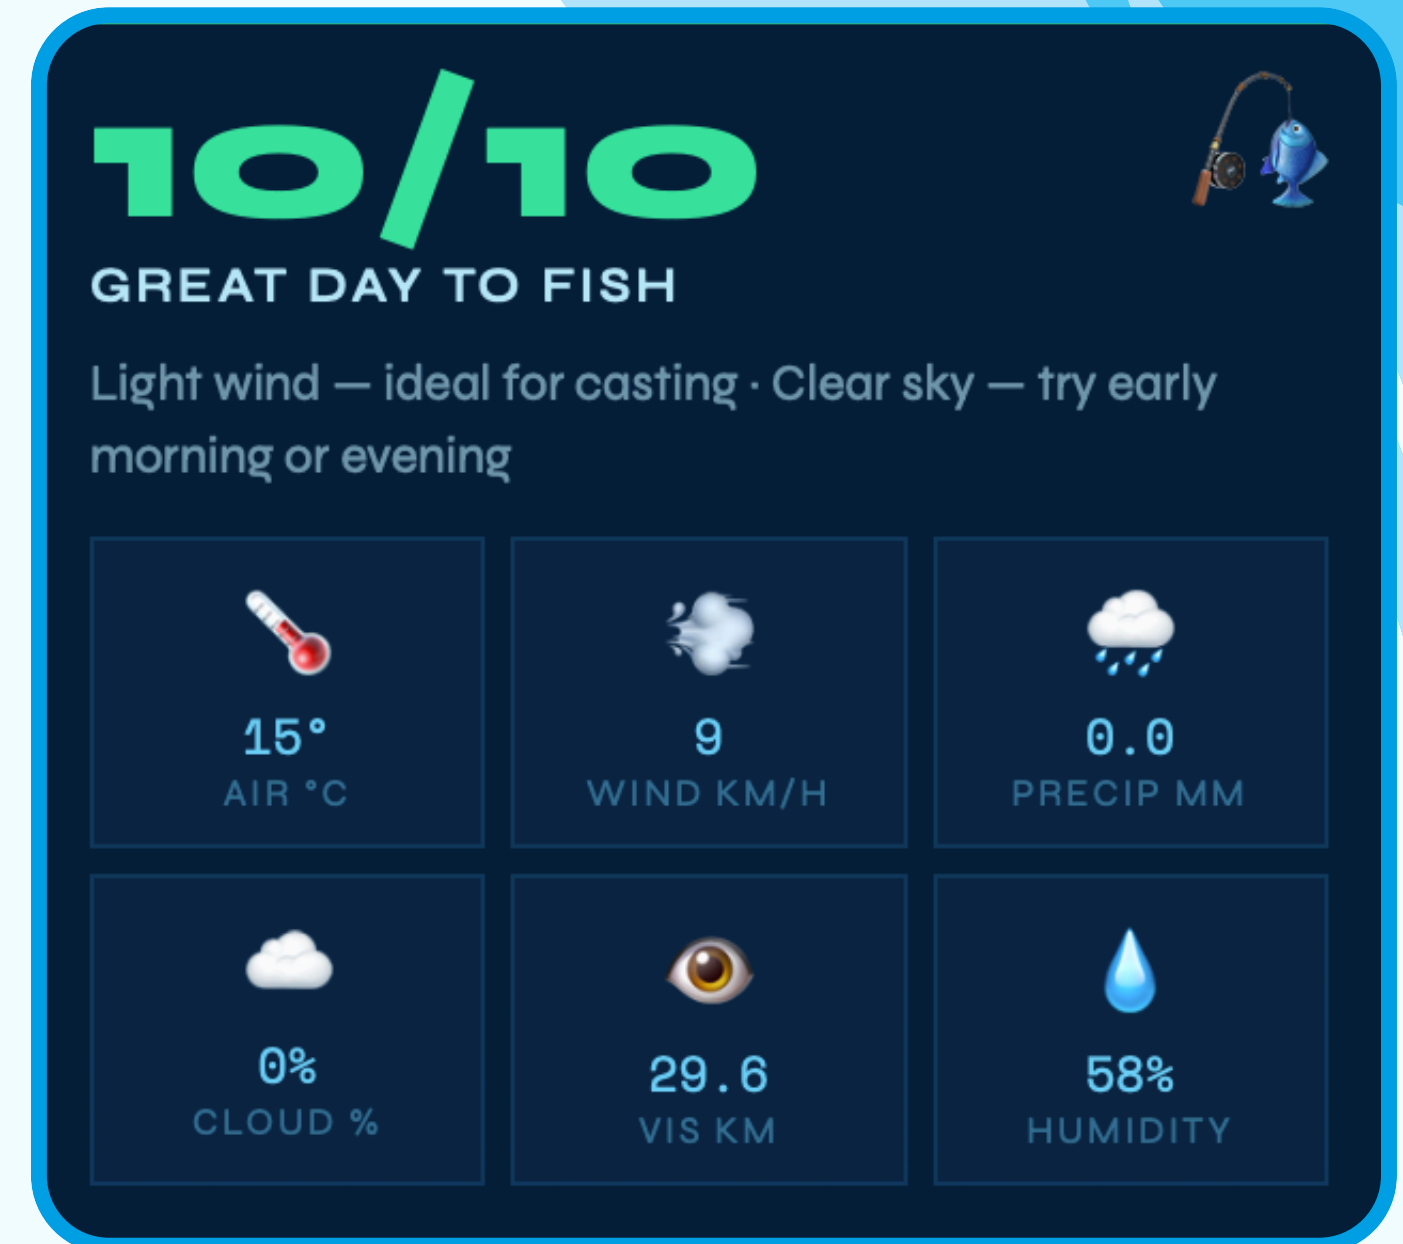 10/10
GREAT DAY TO FISH
Light wind — ideal for casting · Clear sky — try early
morning or evening
15°
AIR °C
9
WIND KM/H
0.0
PRECIP MM
0%
CLOUD %
29.6
VIS KM
58%
HUMIDITY